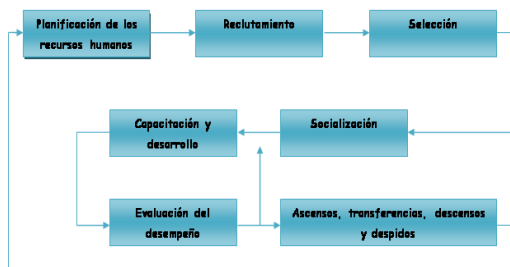 Planificación de los
recursos humanos
Reclutamiento
Selección
Capacitación y
desarrollo
Socialización
Evaluación del
desempeño
Ascensos, transferencias, descensos
y despidos